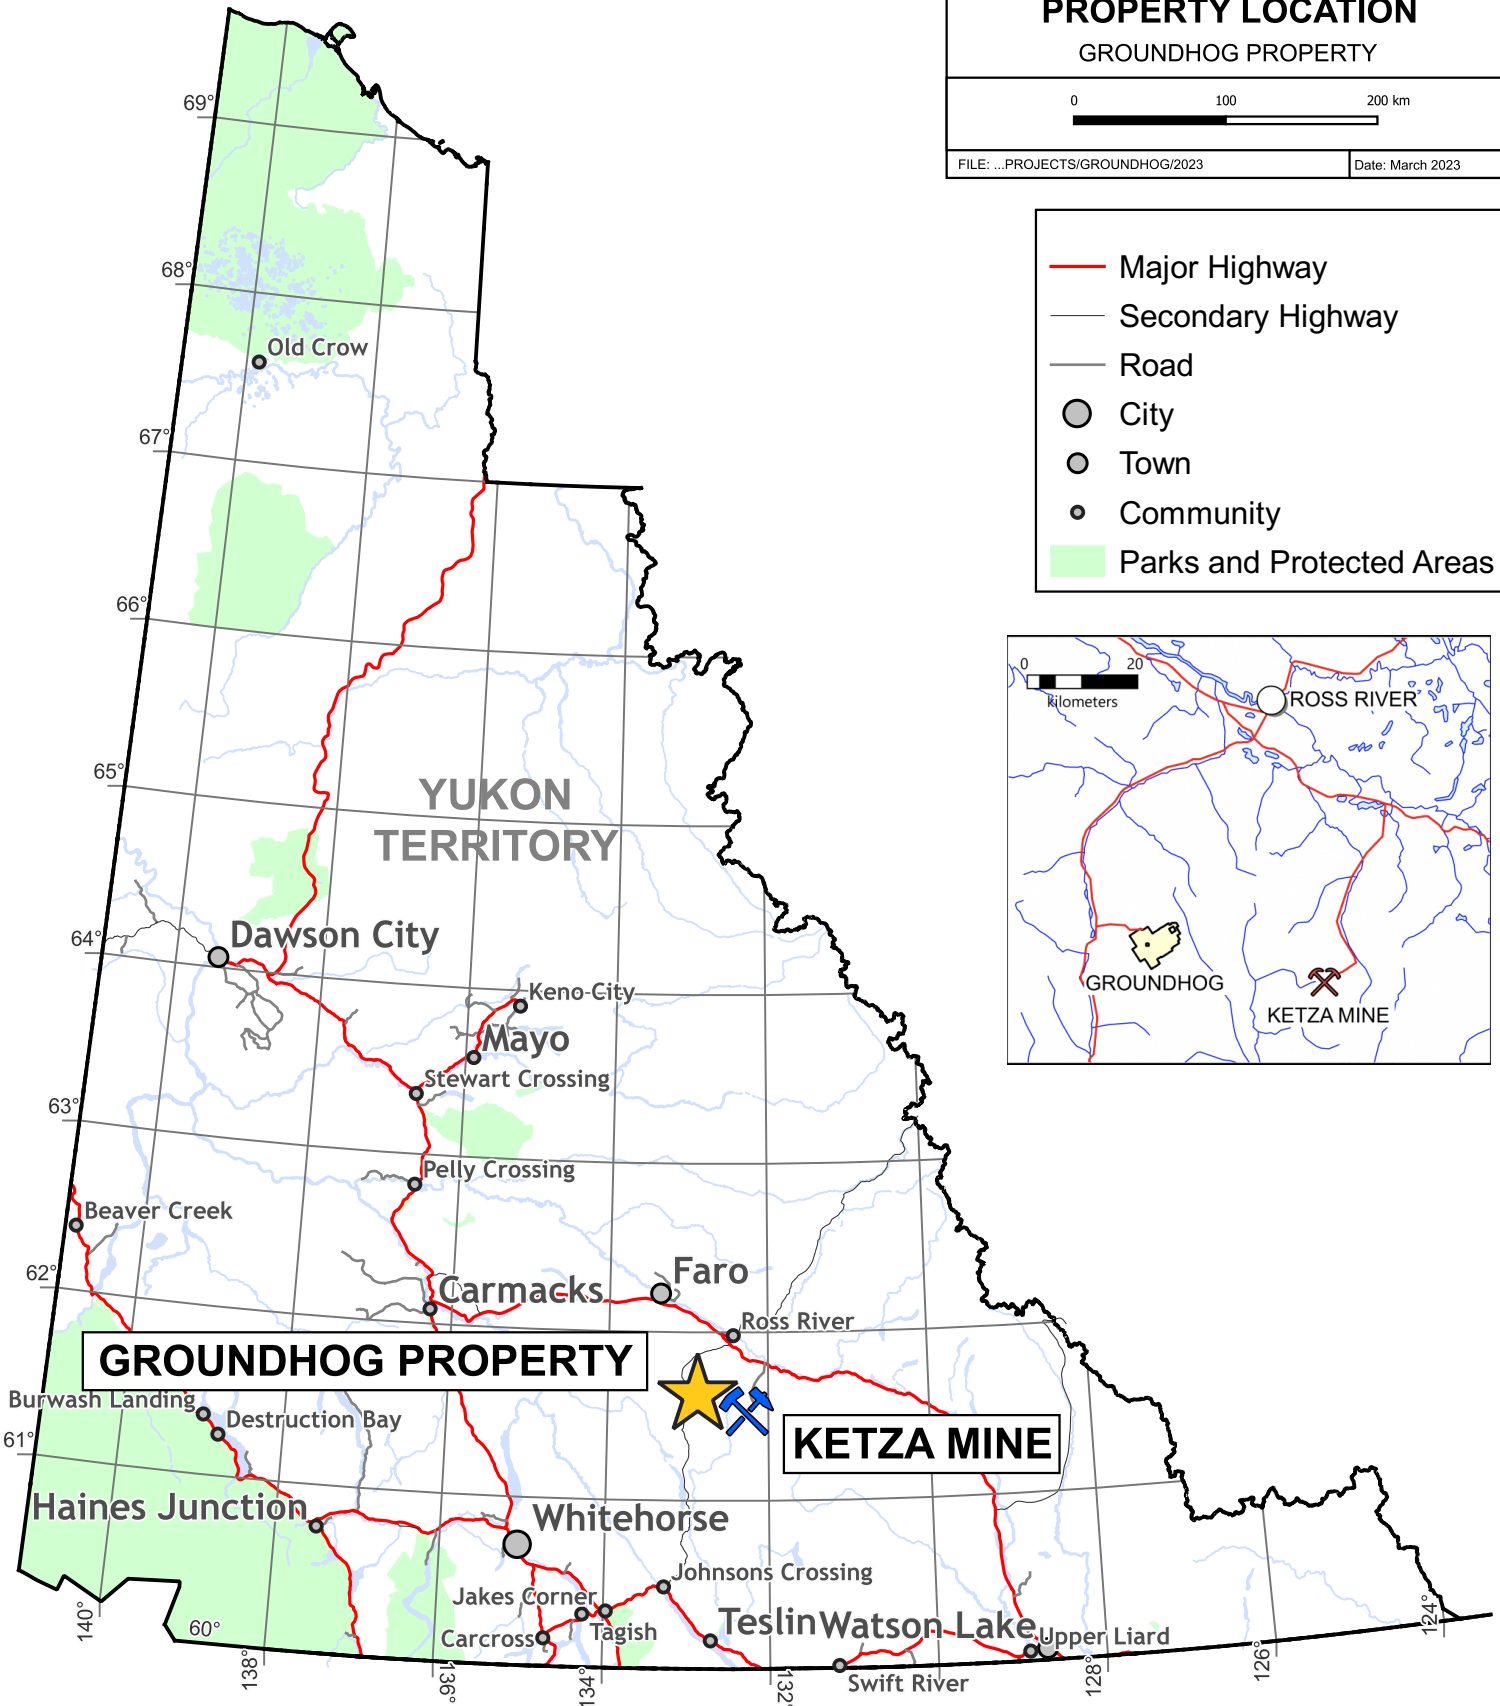 PROPERTY LOCATION
GROUNDHOG PROPERTY
0 100 200 km
FILE: ...PROJECTS/GROUNDHOG/2023
Date: March 2023
Major Highway
Secondary Highway
Road
City
Town
Community
Parks and Protected Areas
0 20
kilometers
ROSS RIVER
GROUNDHOG
KETZA MINE
69°
68°
Old Crow
67°
66°
65°
YUKON
TERRITORY
64°
Dawson City
Keno City
Mayo
Stewart Crossing
63°
Pelly Crossing
Beaver Creek
62°
Faro
Carmacks
Ross River
GROUNDHOG PROPERTY
Burwash Landing
Destruction Bay
61°
KETZA MINE
Haines Junction
Whitehorse
Johnsons Crossing
Jakes Corner
Teslin
Watson Lake
Tagish
Carcross
Upper Liard
Swift River
60°
140°
138°
136°
134°
132°
128°
126°
124°